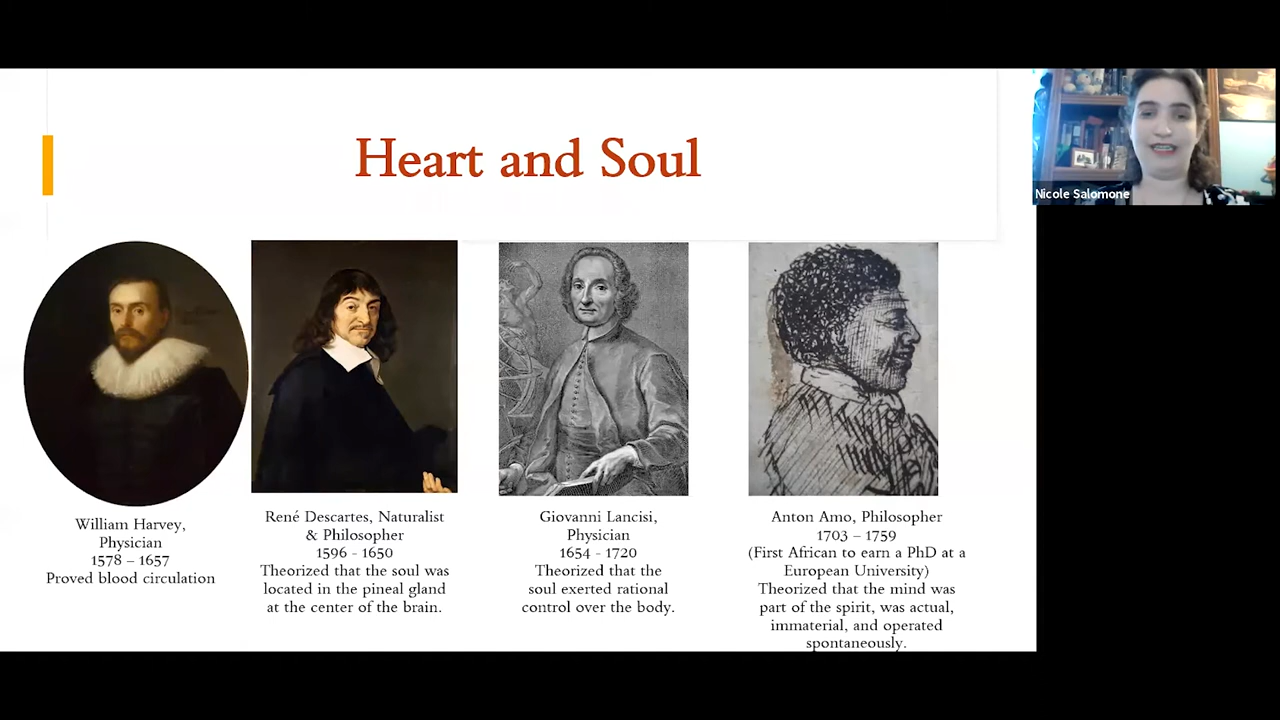 Heart and Soul
Nicole Salomone
William Harvey,
Physician
1578 – 1657
Proved blood circulation
René Descartes, Naturalist
& Philosopher
1596 - 1650
Theorized that the soul was
located in the pineal gland
at the center of the brain.
Giovanni Lancisi,
Physician
1654 - 1720
Theorized that the
soul exerted rational
control over the body.
Anton Amo, Philosopher
1703 – 1759
(First African to earn a PhD at a
European University)
Theorized that the mind was
part of the spirit, was actual,
immaterial, and operated
spontaneously.